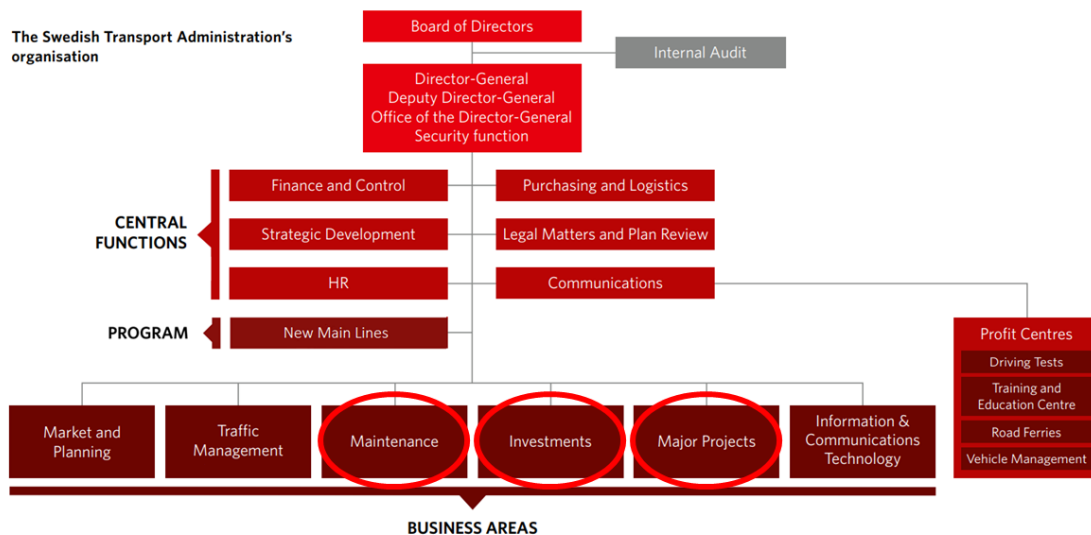 The Swedish Transport Administration's
organisation
Board of Directors
Internal Audit
Director-General
Deputy Director-General
Office of the Director-General
Security function
CENTRAL
FUNCTIONS
Finance and Control
Purchasing and Logistics
Strategic Development
Legal Matters and Plan Review
HR
Communications
PROGRAM
New Main Lines
Profit Centres
Driving Tests
Training and
Education Centre
Road Ferries
Vehicle Management
Market and
Planning
Traffic
Management
Maintenance
Investments
Major Projects
Information &
Communications
Technology
BUSINESS AREAS